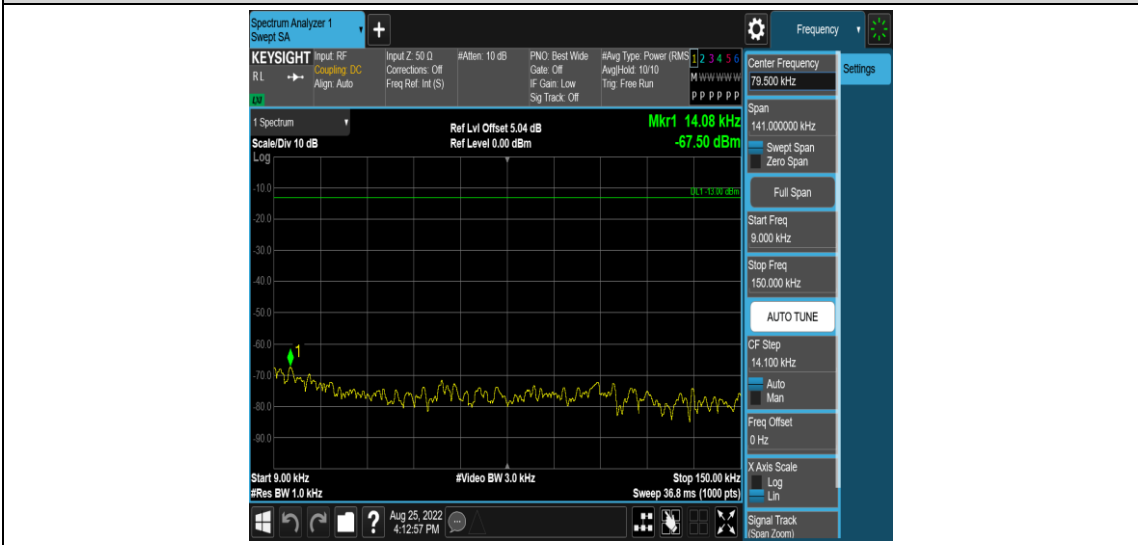 Spectrum Analyzer 1
Swept SA
+
Frequency
KEYSIGHT
RL
LXI
Input: RF
Coupling: DC
Align: Auto
Input Z: 50 Ω
Corrections: Off
Freq Ref: Int (S)
#Atten: 10 dB
PNO: Best Wide
Gate: Off
IF Gain: Low
Sig Track: Off
#Avg Type: Power (RMS
Avg|Hold: 10/10
Trig: Free Run
1 2 3 4 5 6
M W W W W W
P P P P P P
Center Frequency
79.500 kHz
Settings
Span
141.000000 kHz
Swept Span
Zero Span
Full Span
Start Freq
9.000 kHz
Stop Freq
150.000 kHz
AUTO TUNE
CF Step
14.100 kHz
Auto
Man
Freq Offset
0 Hz
X Axis Scale
Log
Lin
Signal Track
(Span Zoom)
1 Spectrum
Scale/Div 10 dB
Log
Ref Lvl Offset 5.04 dB
Ref Level 0.00 dBm
Mkr1 14.08 kHz
-67.50 dBm
DL1 -13.00 dBm
-10.0
-20.0
-30.0
-40.0
-50.0
-60.0
-70.0
-80.0
-90.0
1
Start 9.00 kHz
#Res BW 1.0 kHz
#Video BW 3.0 kHz
Stop 150.00 kHz
Sweep 36.8 ms (1000 pts)
?
Aug 25, 2022
4:12:57 PM